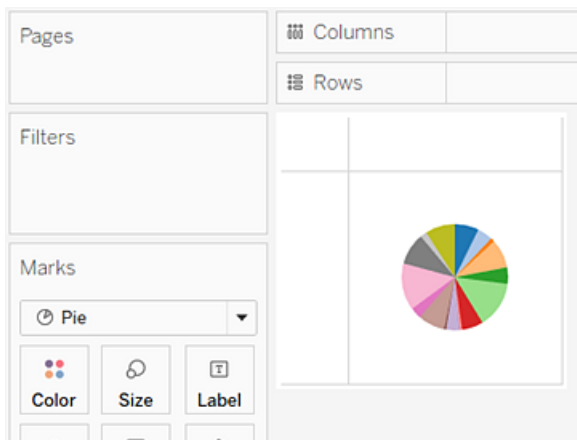 Pages
Columns
Rows
Filters
Marks
Pie
Color
Size
T
Label